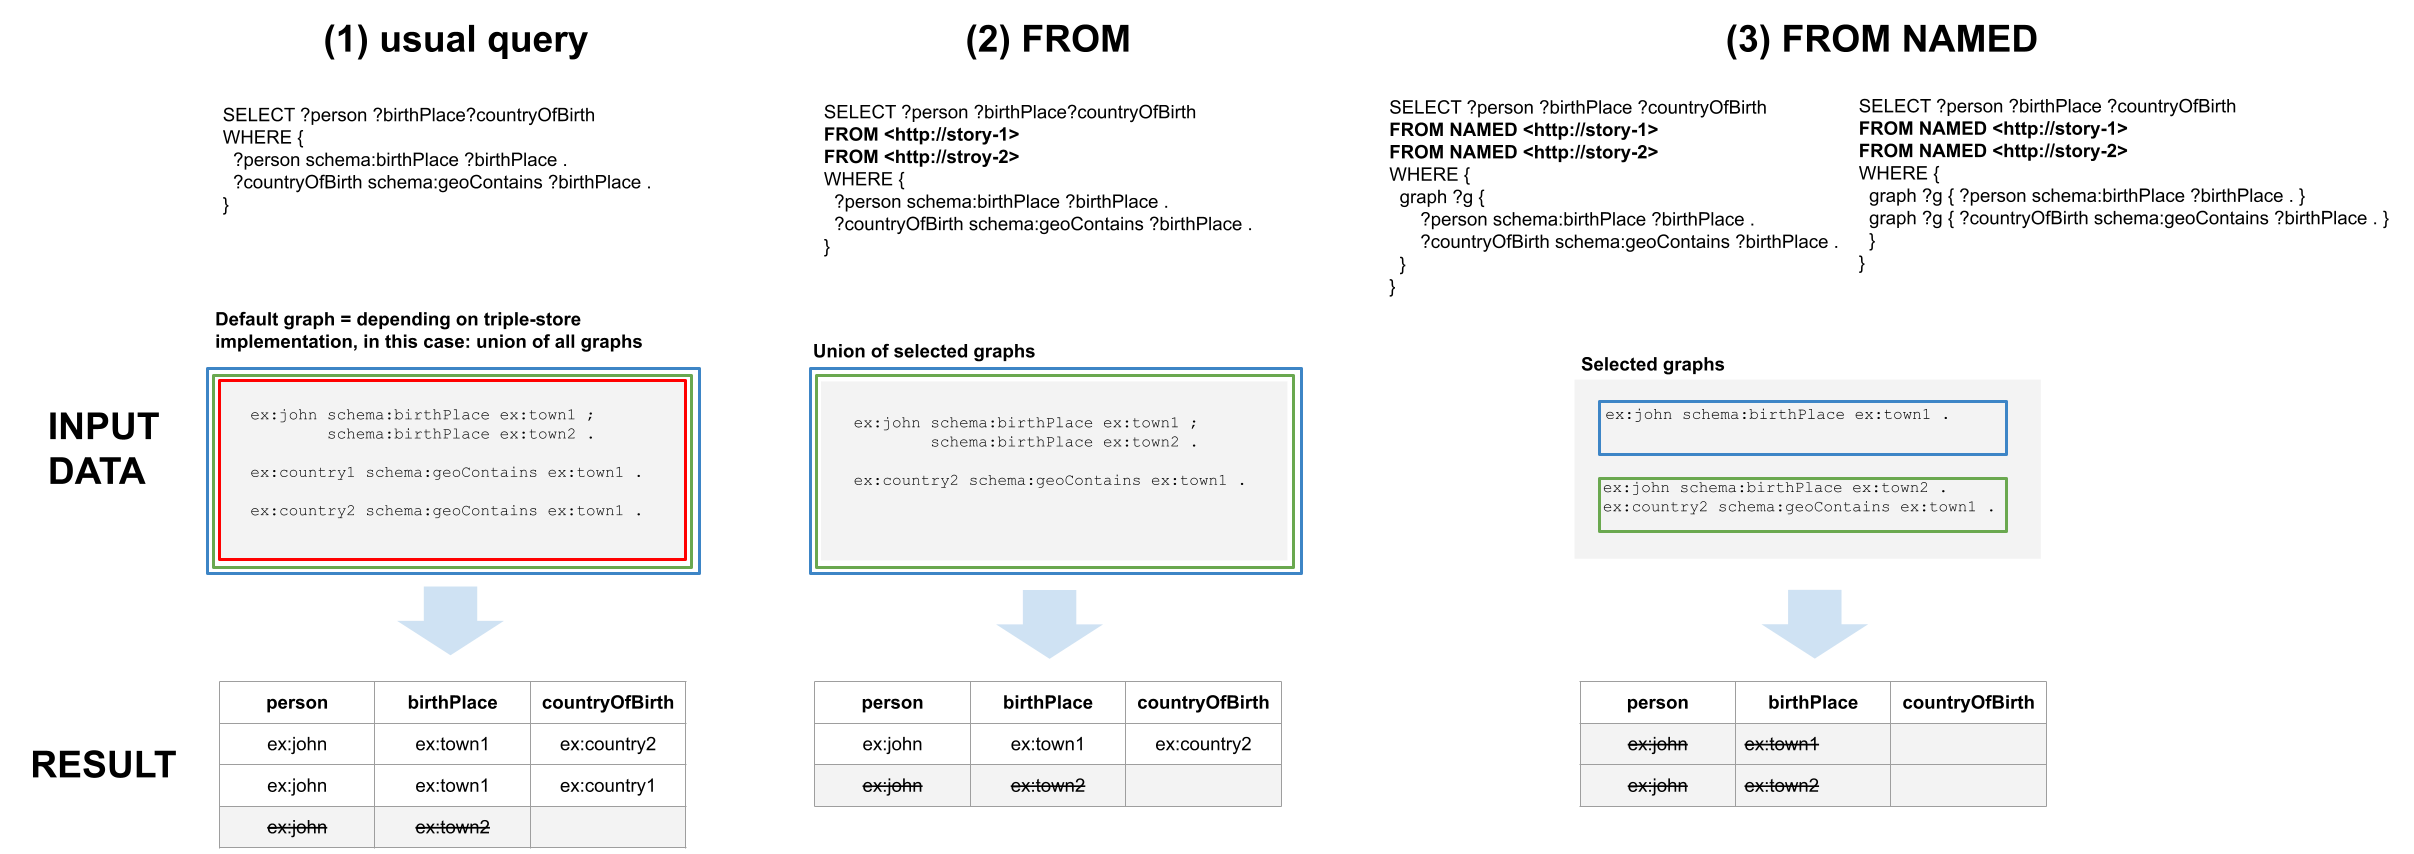 (1) usual query
SELECT ?person ?birthPlace?countryOfBirth
WHERE {
?person schema:birthPlace ?birthPlace .
?countryOfBirth schema:geoContains ?birthPlace .
}
(2) FROM
SELECT ?person ?birthPlace?countryOfBirth
FROM <http://story-1>
FROM <http://stroy-2>
WHERE {
?person schema:birthPlace ?birthPlace .
?countryOfBirth schema:geoContains ?birthPlace .
}
(3) FROM NAMED
SELECT ?person ?birthPlace ?countryOfBirth
FROM NAMED <http://story-1>
FROM NAMED <http://story-2>
WHERE {
graph ?g {
?person schema:birthPlace ?birthPlace .
?countryOfBirth schema:geoContains ?birthPlace .
}
}
SELECT ?person ?birthPlace ?countryOfBirth
FROM NAMED <http://story-1>
FROM NAMED <http://story-2>
WHERE {
graph ?g { ?person schema:birthPlace ?birthPlace . }
graph ?g { ?countryOfBirth schema:geoContains ?birthPlace . }
}
}
INPUT
DATA
Default graph = depending on triple-store
implementation, in this case: union of all graphs
ex:john schema:birthPlace ex:town1 ;
schema:birthPlace ex:town2 .
ex:country1 schema:geoContains ex:town1 .
ex:country2 schema:geoContains ex:town1 .
Union of selected graphs
ex:john schema:birthPlace ex:town1 ;
schema:birthPlace ex:town2 .
ex:country2 schema:geoContains ex:town1 .
Selected graphs
ex:john schema:birthPlace ex:town1 .
ex:john schema:birthPlace ex:town2 .
ex:country2 schema:geoContains ex:town1 .
RESULT
person birthPlace countryOfBirth
ex:john ex:town1 ex:country2
ex:john ex:town1 ex:country1
ex:john ex:town2
person birthPlace countryOfBirth
ex:john ex:town1 ex:country2
ex:john ex:town2
person birthPlace countryOfBirth
ex:john ex:town1
ex:john ex:town2